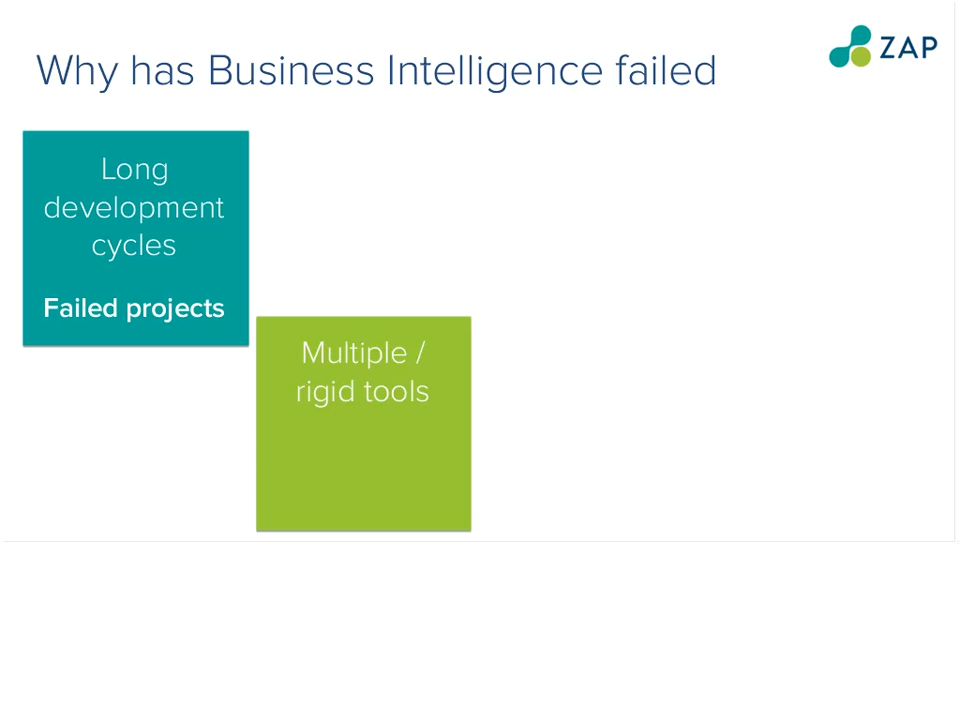 Why has Business Intelligence failed
ZAP
Long
development
cycles
Failed projects
Multiple /
rigid tools